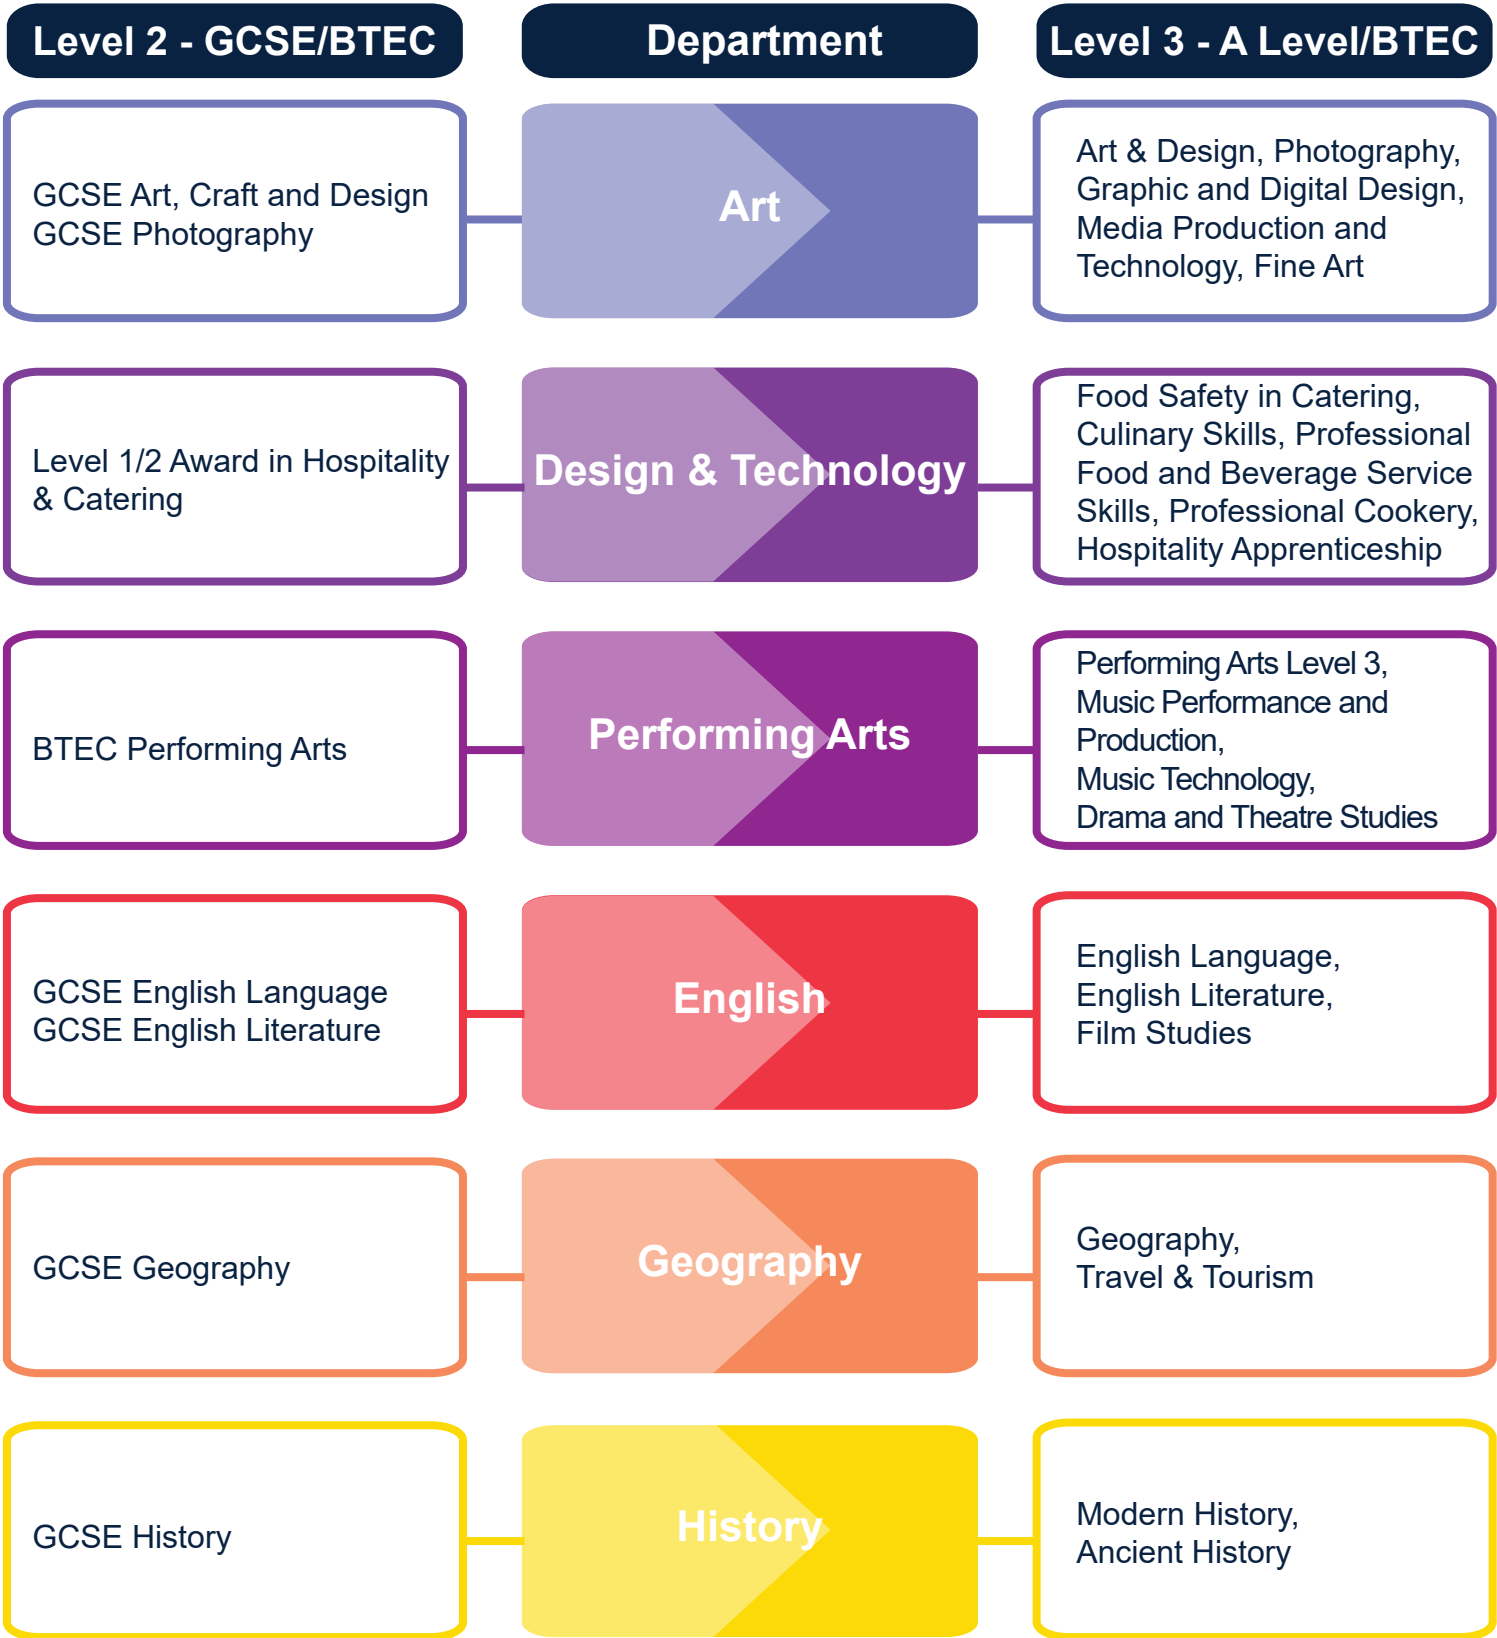 Level 2 - GCSE/BTEC
Department
Level 3 - A Level/BTEC
GCSE Art, Craft and Design
GCSE Photography
Art
Art & Design, Photography,
Graphic and Digital Design,
Media Production and
Technology, Fine Art
Level 1/2 Award in Hospitality
& Catering
Design & Technology
Food Safety in Catering,
Culinary Skills, Professional
Food and Beverage Service
Skills, Professional Cookery,
Hospitality Apprenticeship
BTEC Performing Arts
Performing Arts
Performing Arts Level 3,
Music Performance and
Production,
Music Technology,
Drama and Theatre Studies
GCSE English Language
GCSE English Literature
English
English Language,
English Literature,
Film Studies
GCSE Geography
Geography
Geography,
Travel & Tourism
GCSE History
History
Modern History,
Ancient History